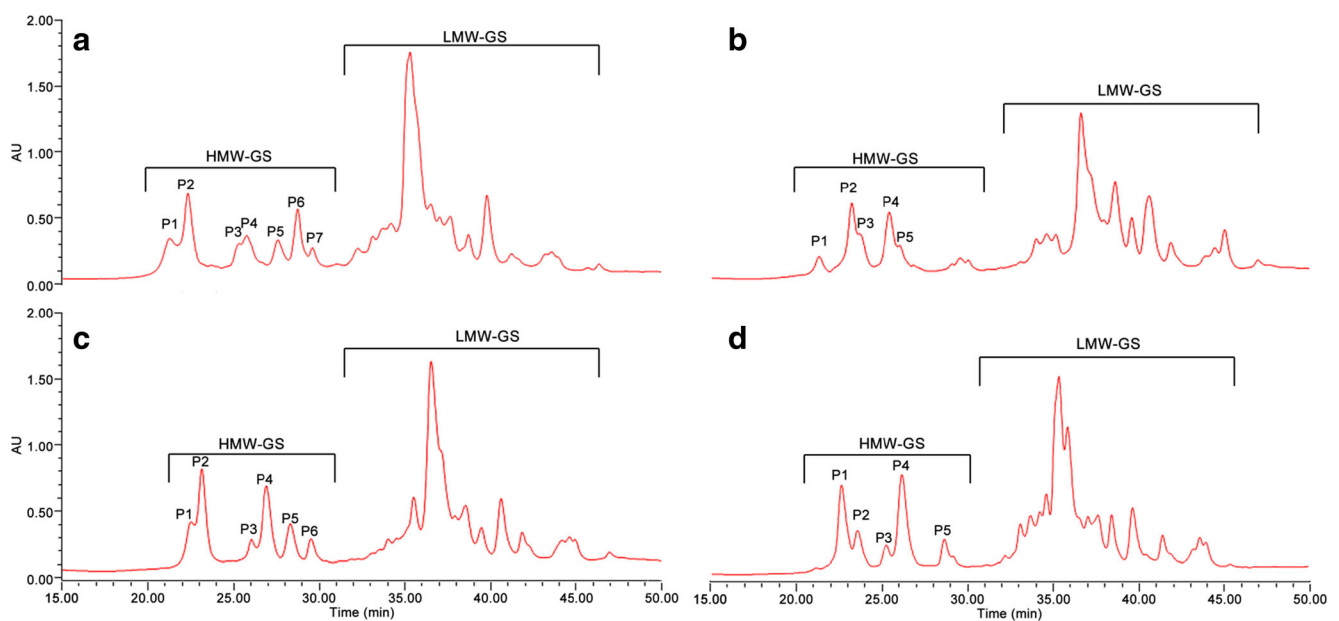 a
LMW-GS
2.00
1.50
1.00
0.50
0.00
AU
HMW-GS
P1
P2
P3
P4
P5
P6
P7
b
LMW-GS
HMW-GS
P1
P2
P3
P4
P5
c
LMW-GS
2.00
1.50
1.00
0.50
0.00
AU
HMW-GS
P1
P2
P3
P4
P5
P6
15.00 20.00 25.00 30.00 35.00 40.00 45.00 50.00
Time (min)
d
LMW-GS
HMW-GS
P1
P2
P3
P4
P5
15.00 20.00 25.00 30.00 35.00 40.00 45.00 50.00
Time (min)